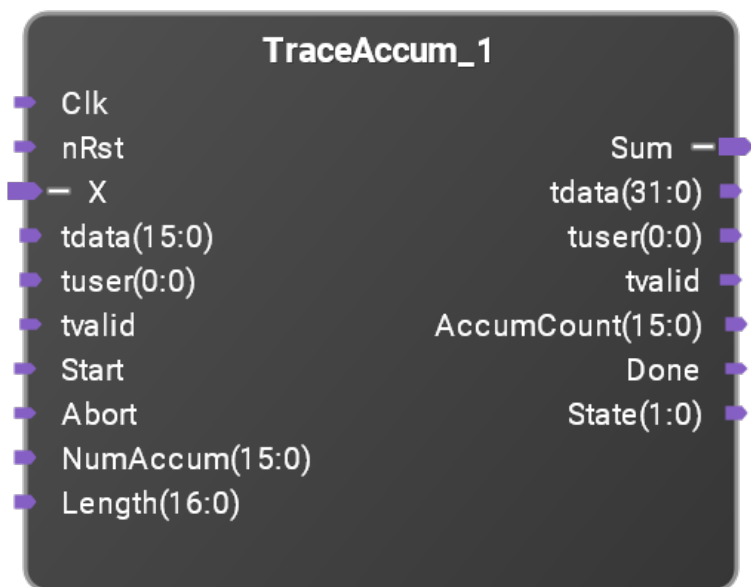 TraceAccum_1
Clk
nRst
X
tdata(15:0)
tuser(0:0)
tvalid
Start
Abort
NumAccum(15:0)
Length(16:0)
Sum
tdata(31:0)
tuser(0:0)
tvalid
AccumCount(15:0)
Done
State(1:0)